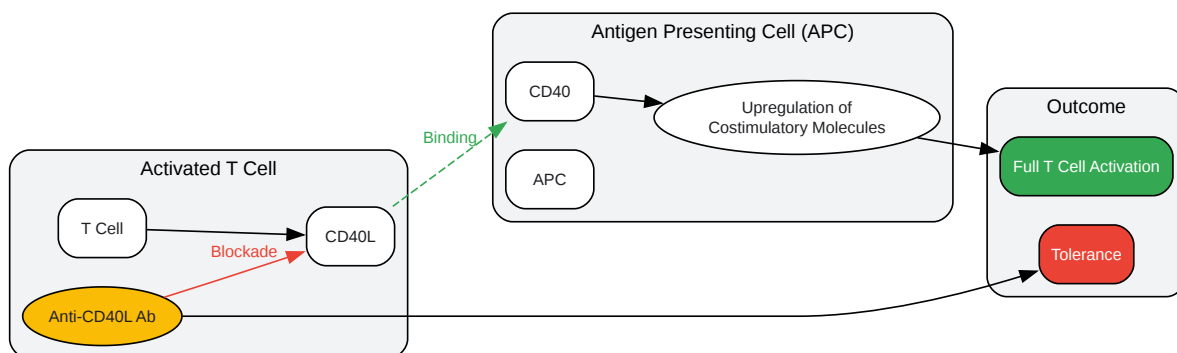 Antigen Presenting Cell (APC)
CD40
Upregulation of
Costimulatory Molecules
Binding
APC
Outcome
Full T Cell Activation
Tolerance
Activated T Cell
T Cell
CD40L
Blockade
Anti-CD40L Ab